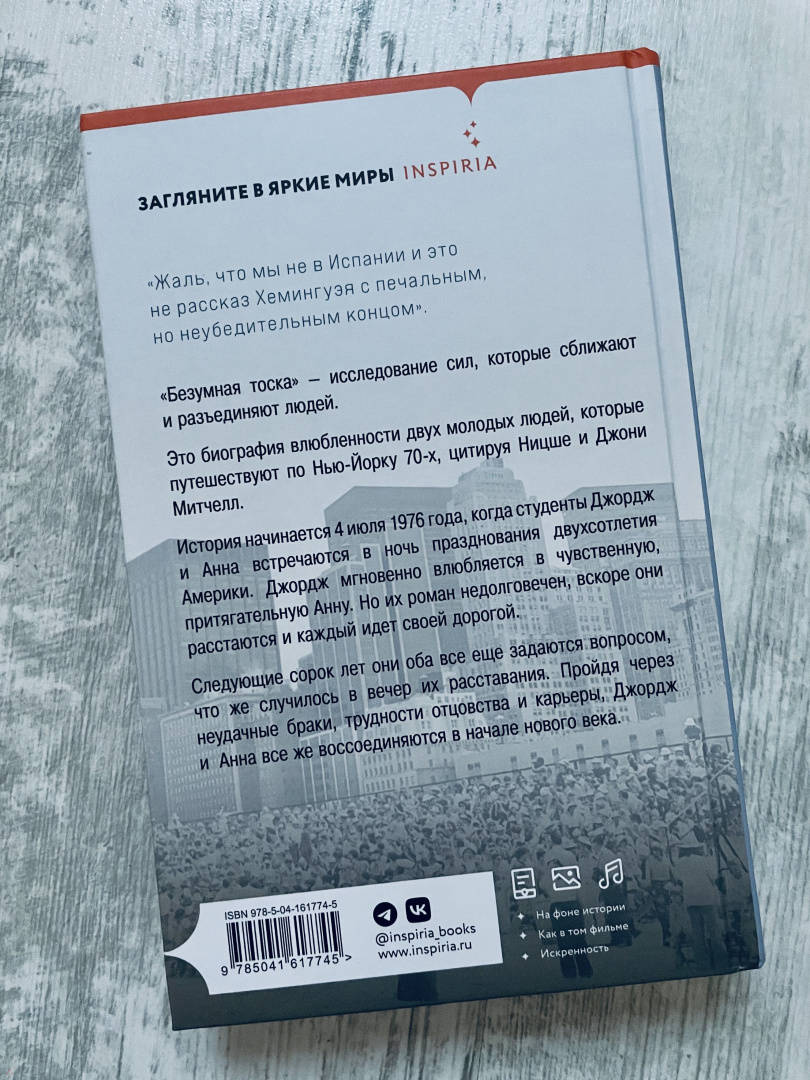 ЗАГЛЯНИТЕ В ЯРКИЕ МИРЫ INSPIRIA
«Жаль, что мы не в Испании и это
не рассказ Хемингуэя с печальным,
но неубедительным концом».
«Безумная тоска» – исследование сил, которые сближают
и разъединяют людей.
Это биография влюбленности двух молодых людей, которые
путешествуют по Нью-Йорку 70-х, цитируя Ницше и Джони
Митчелл.
История начинается 4 июля 1976 года, когда студенты Джордж
и Анна встречаются в ночь празднования двухсотлетия
Америки. Джордж мгновенно влюбляется в чувственную,
притягательную Анну. Но их роман недолговечен, вскоре они
расстаются и каждый идет своей дорогой.
Следующие сорок лет они оба все еще задаются вопросом,
что же случилось в вечер их расставания. Пройдя через
неудачные браки, трудности отцовства и карьеры, Джордж
и Анна все же воссоединяются в начале нового века.
ISBN 978-5-04-161774-5
9 785041 617745 >
@inspiria_books
www.inspiria.ru
На фоне истории
Как в том фильме
Искренность